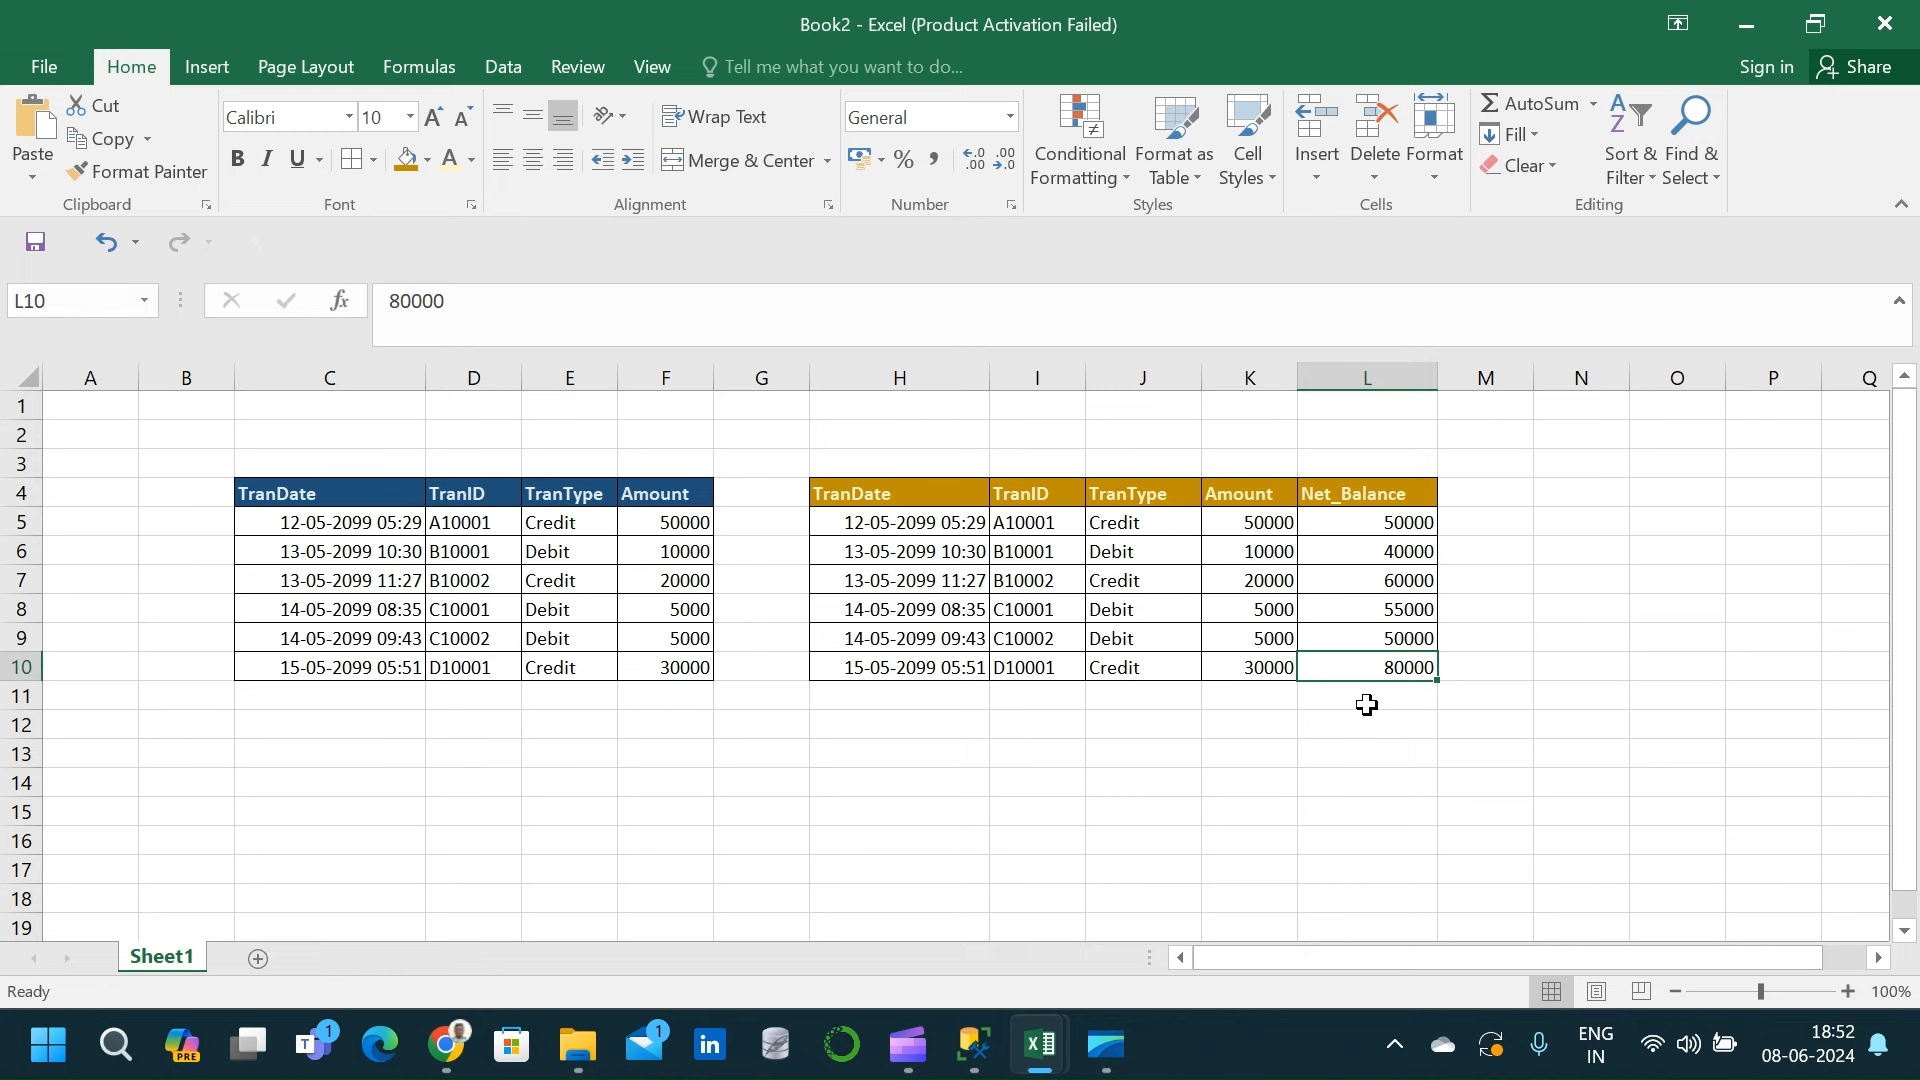 Book2 - Excel (Product Activation Failed)
File Home Insert Page Layout Formulas Data Review View Tell me what you want to do... Sign in Share
Paste Cut Copy Format Painter Clipboard
Calibri 10 B I U A Font
Wrap Text Merge & Center Alignment
General % , .0 .00 .00 .0 Number
Conditional Formatting Format as Table Cell Styles Styles
Insert Delete Format Cells
AutoSum Fill Clear Sort & Filter Find & Select Editing
L10 fx 80000
A B C D E F G H I J K L M N O P Q
1
2
3
4 TranDate TranID TranType Amount TranDate TranID TranType Amount Net_Balance
5 12-05-2099 05:29 A10001 Credit 50000 12-05-2099 05:29 A10001 Credit 50000 50000
6 13-05-2099 10:30 B10001 Debit 10000 13-05-2099 10:30 B10001 Debit 10000 40000
7 13-05-2099 11:27 B10002 Credit 20000 13-05-2099 11:27 B10002 Credit 20000 60000
8 14-05-2099 08:35 C10001 Debit 5000 14-05-2099 08:35 C10001 Debit 5000 55000
9 14-05-2099 09:43 C10002 Debit 5000 14-05-2099 09:43 C10002 Debit 5000 50000
10 15-05-2099 05:51 D10001 Credit 30000 15-05-2099 05:51 D10001 Credit 30000 80000
11
12
13
14
15
16
17
18
19
Sheet1
Ready 100%
PRE 1 T 1 in ENG IN 18:52 08-06-2024